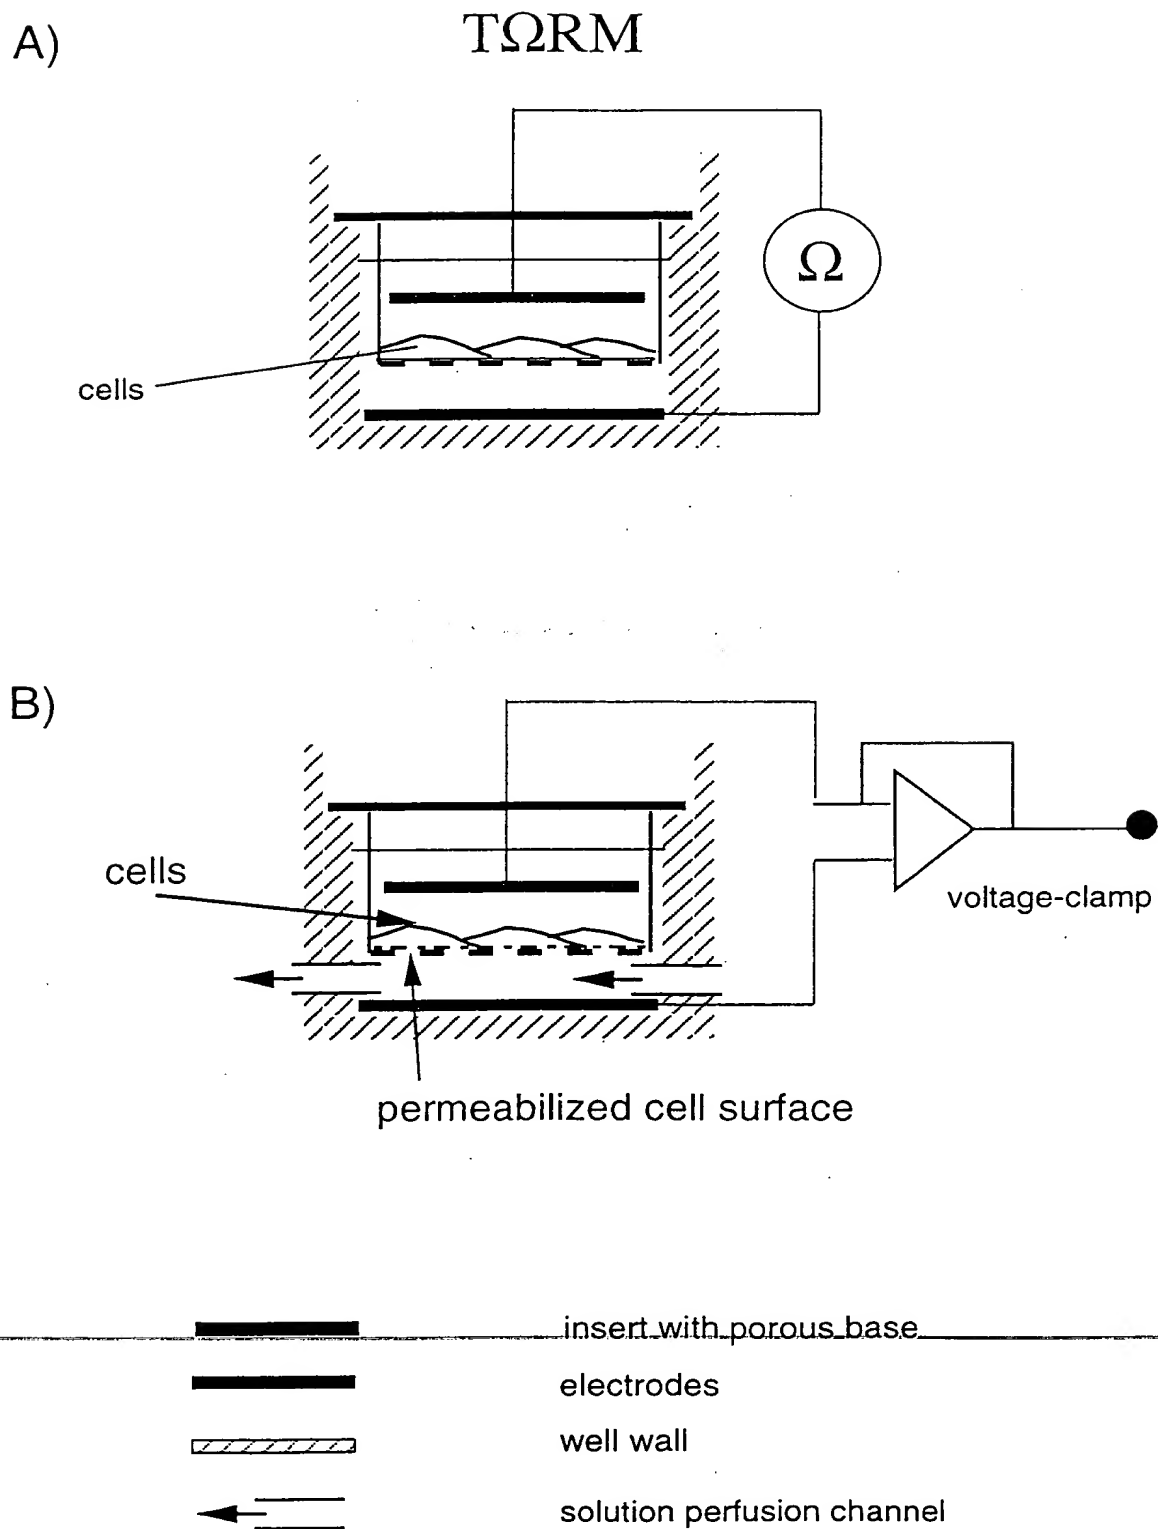 A)
TΩRM
Ω
cells
B)
cells
voltage-clamp
permeabilized cell surface
insert with porous base
electrodes
well wall
solution perfusion channel